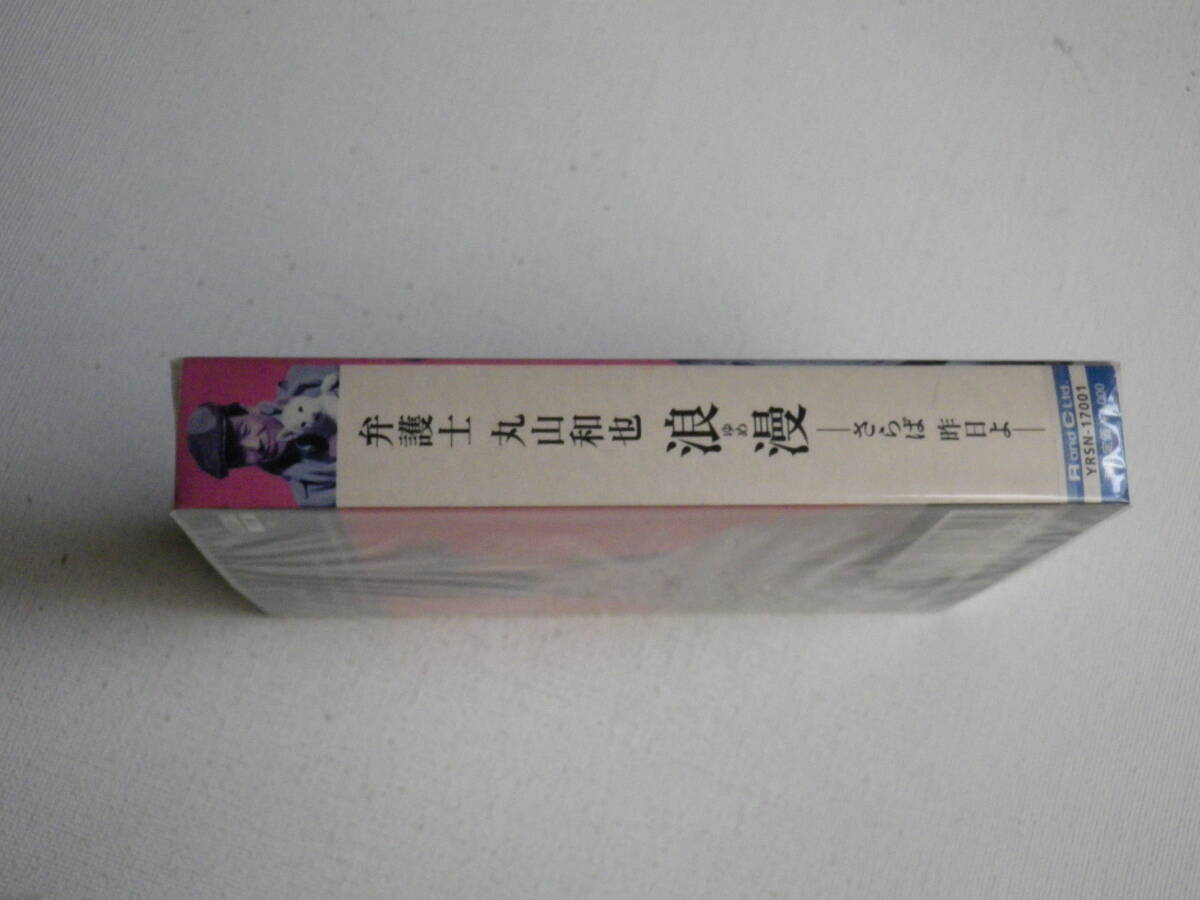 弁護士 丸山和也
浪漫
ゆめ
―さらば 昨日よ―
R and C Ltd.
YRSN-17001